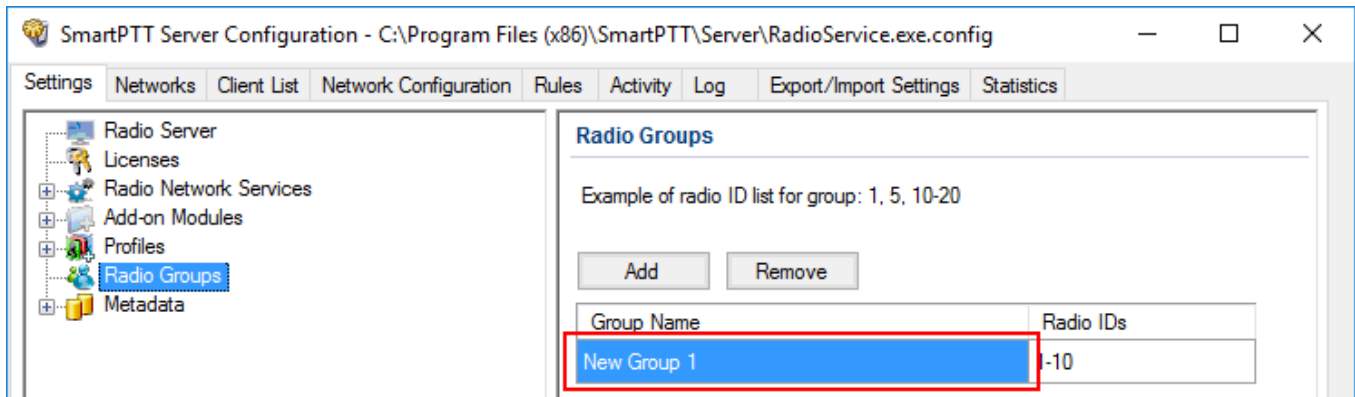 SmartPTT Server Configuration - C:\Program Files (x86)\SmartPTT\Server\RadioService.exe.config
Settings Networks Client List Network Configuration Rules Activity Log Export/Import Settings Statistics
Radio Server
Licenses
Radio Network Services
Add-on Modules
Profiles
Radio Groups
Metadata
Radio Groups
Example of radio ID list for group: 1, 5, 10-20
Add Remove
Group Name Radio IDs
New Group 1 1-10